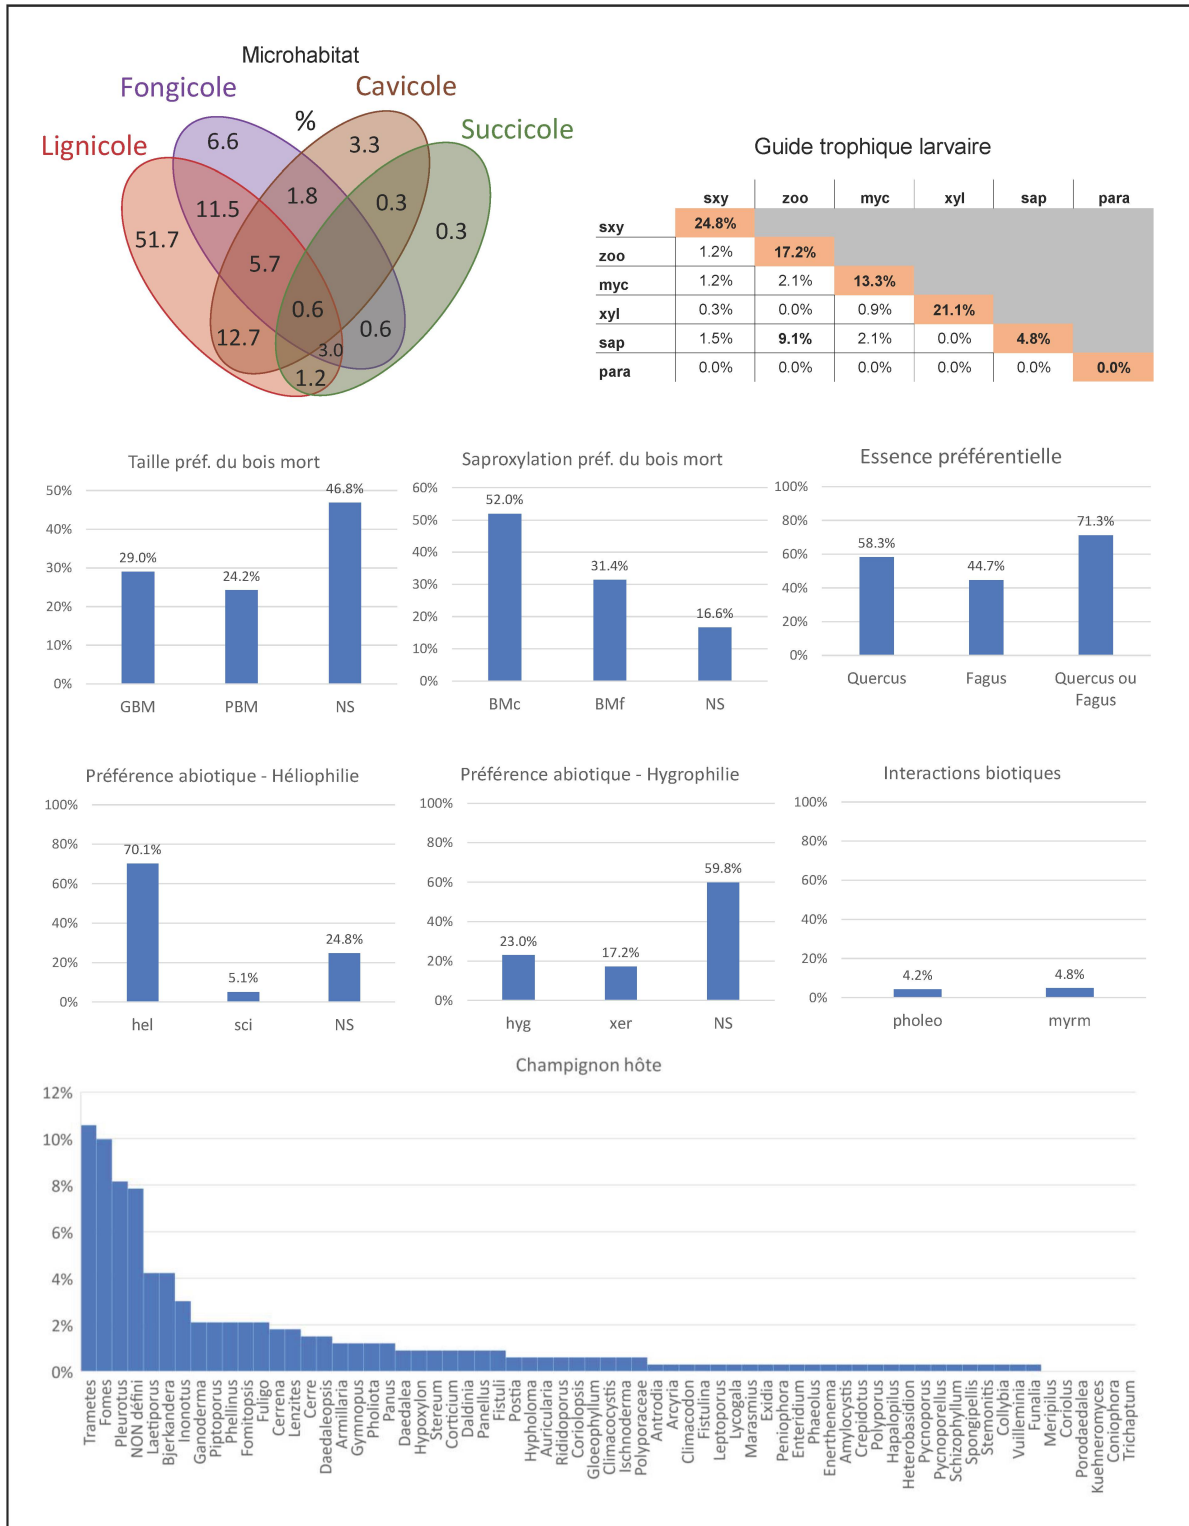 Microhabitat
Fongicole
Cavicole
%
Lignicole
Succicole
6.6
3.3
1.8
0.3
11.5
51.7
0.3
5.7
0.6
12.7
0.6
3.0
1.2
Guide trophique larvaire
sxy zoo myc xyl sap para
sxy 24.8%
zoo 1.2% 17.2%
myc 1.2% 2.1% 13.3%
xyl 0.3% 0.0% 0.9% 21.1%
sap 1.5% 9.1% 2.1% 0.0% 4.8%
para 0.0% 0.0% 0.0% 0.0% 0.0% 0.0%
Taille préf. du bois mort
50%
40%
30%
20%
10%
0%
29.0%
24.2%
46.8%
GBM PBM NS
Saproxylation préf. du bois mort
60%
50%
40%
30%
20%
10%
0%
52.0%
31.4%
16.6%
BMc BMf NS
Essence préférentielle
100%
80%
60%
40%
20%
0%
58.3%
44.7%
71.3%
Quercus Fagus Quercus ou
Fagus
Préférence abiotique - Héliophilie
100%
80%
60%
40%
20%
0%
70.1%
5.1%
24.8%
hel sci NS
Préférence abiotique - Hygrophilie
100%
80%
60%
40%
20%
0%
23.0%
17.2%
59.8%
hyg xer NS
Interactions biotiques
100%
80%
60%
40%
20%
0%
4.2%
4.8%
pholeo myrm
Champignon hôte
12%
10%
8%
6%
4%
2%
0%
Trametes
Fomes
Pleurotus
NON défini
Laetiporus
Bjerkandera
Inonotus
Ganoderma
Piptoporus
Phellinus
Fomitopsis
Fuligo
Cerrena
Lenzites
Cerre
Daedaleopsis
Armillaria
Gymnopus
Pholiota
Panus
Daedalea
Hypoxylon
Stereum
Corticium
Daldinia
Panellus
Fistuli
Postia
Hypholoma
Auricularia
Rididoporus
Coriolopsis
Gloeophyllum
Climacocystis
Ischnoderma
Polyporaceae
Antrodia
Arcyria
Climacodon
Fistulina
Leptoporus
Lycogala
Marasmius
Exidia
Peniophora
Enteridium
Phaeolus
Enerthenema
Amylocystis
Crepidotus
Polyporus
Hapalopilus
Heterobasidion
Pycnoporus
Pycnoporellus
Schizophyllum
Spongipellis
Stemonitis
Collybia
Vuilleminia
Funalia
Meripilus
Coriolus
Porodaedalea
Kuehneromyces
Coniophora
Trichaptum